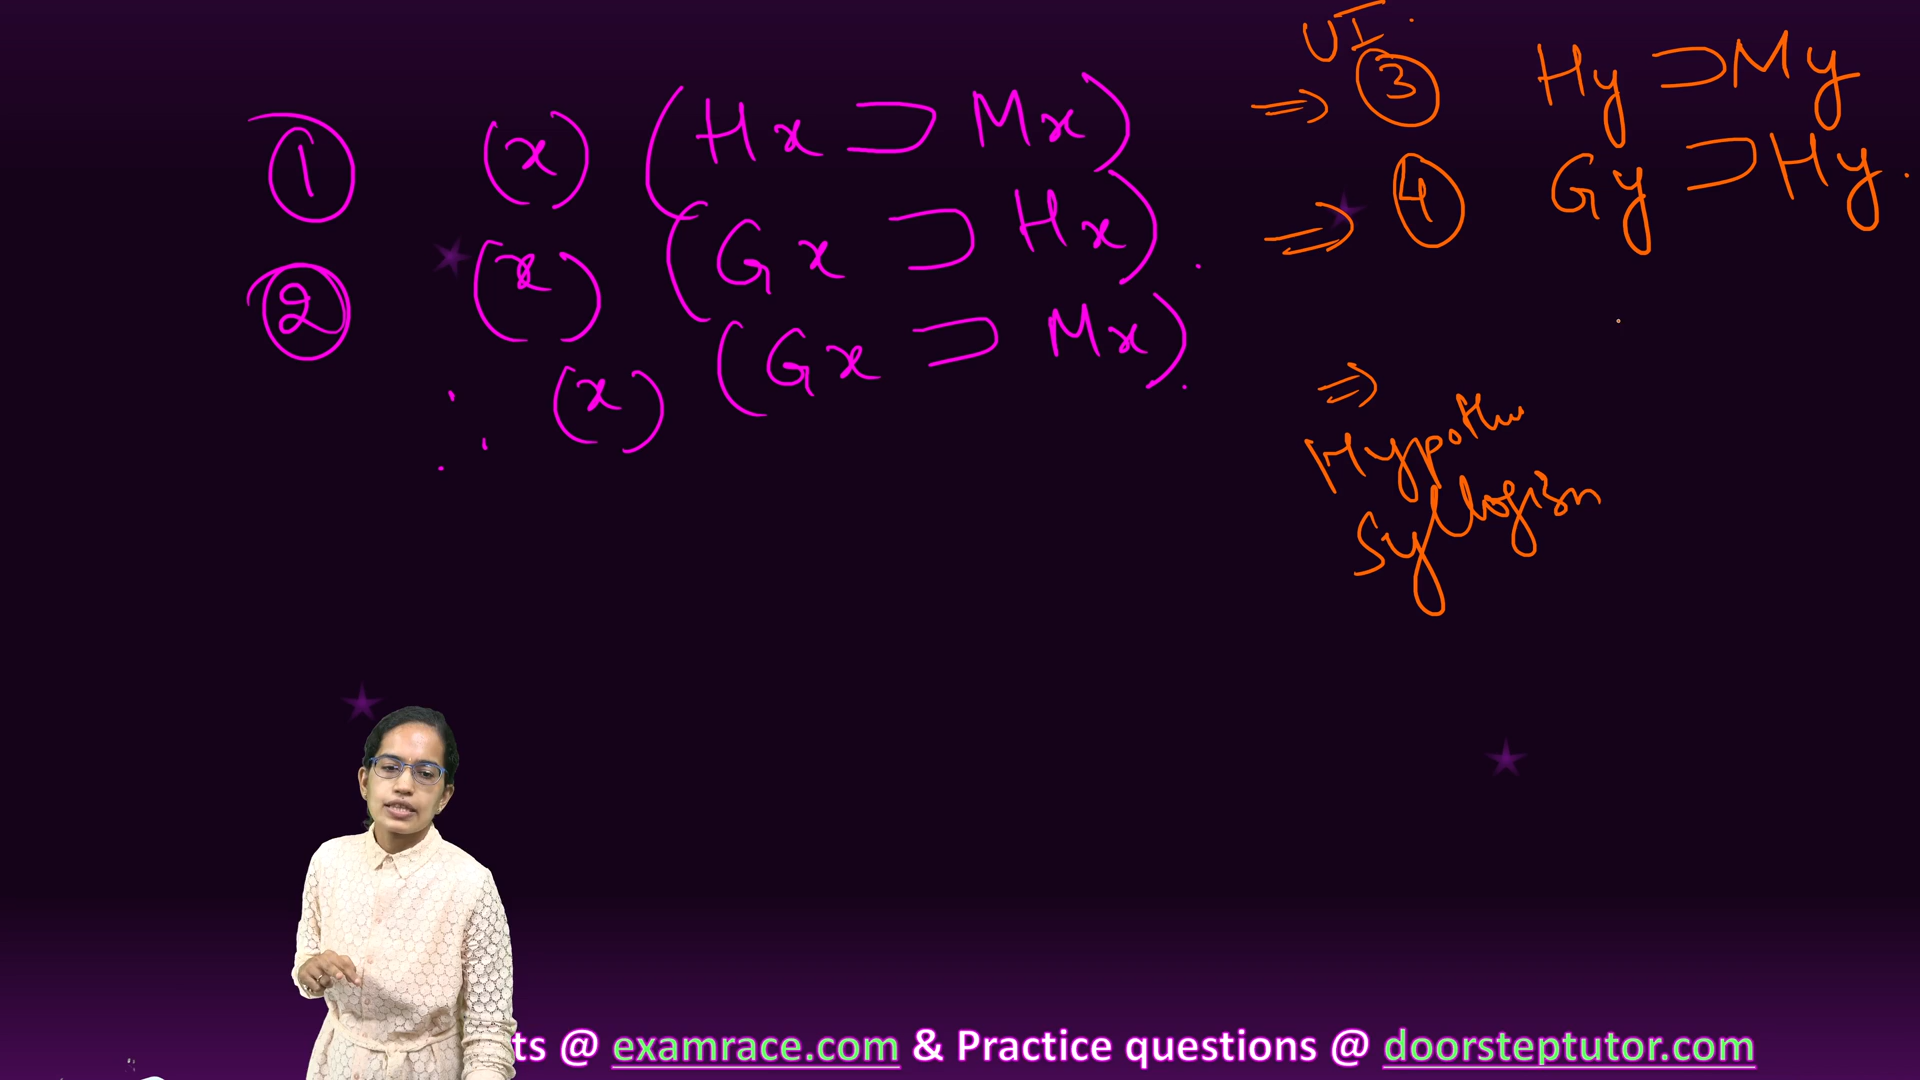 ① (x) (Hx ⊃ Mx)
② (x) (Gx ⊃ Hx).
∴ (x) (Gx ⊃ Mx).
UI.
⇒ ③ Hy ⊃ My
⇒ ④ Gy ⊃ Hy.
⇒
Syllogism
ts @ examrace.com & Practice questions @ doorsteptutor.com